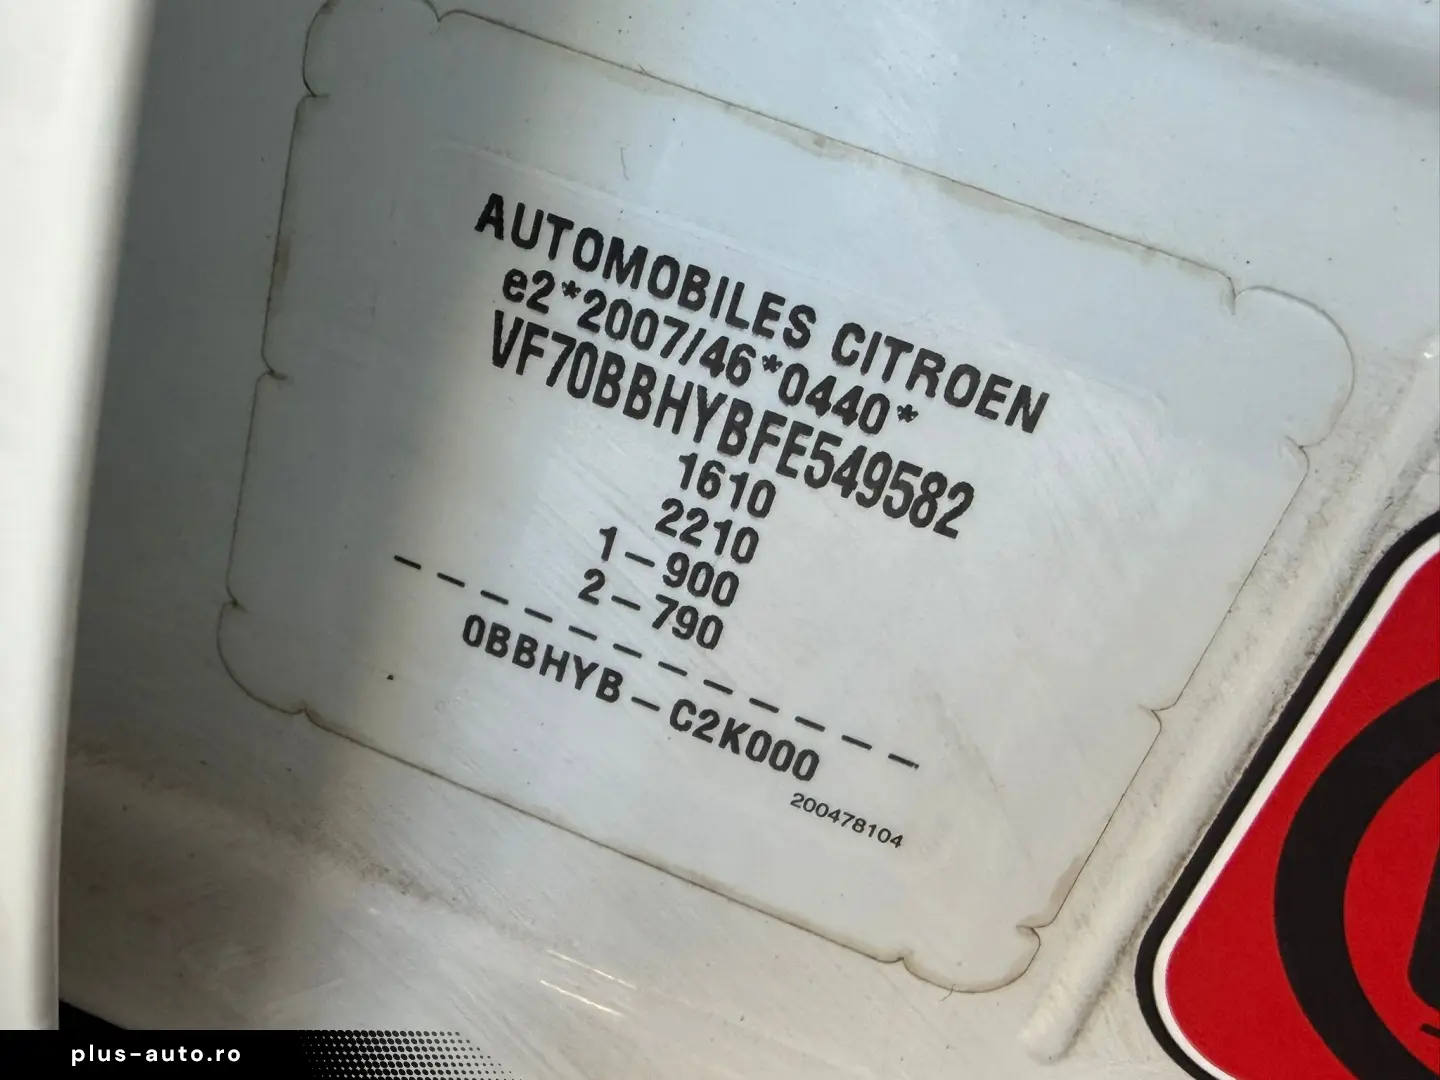 AUTOMOBILES CITROEN
e2*2007/46*0440*
VF70BBHYBFE549582
1610
2210
1-900
2-790
0BBHYB-C2K000
200478104
plus-auto.ro